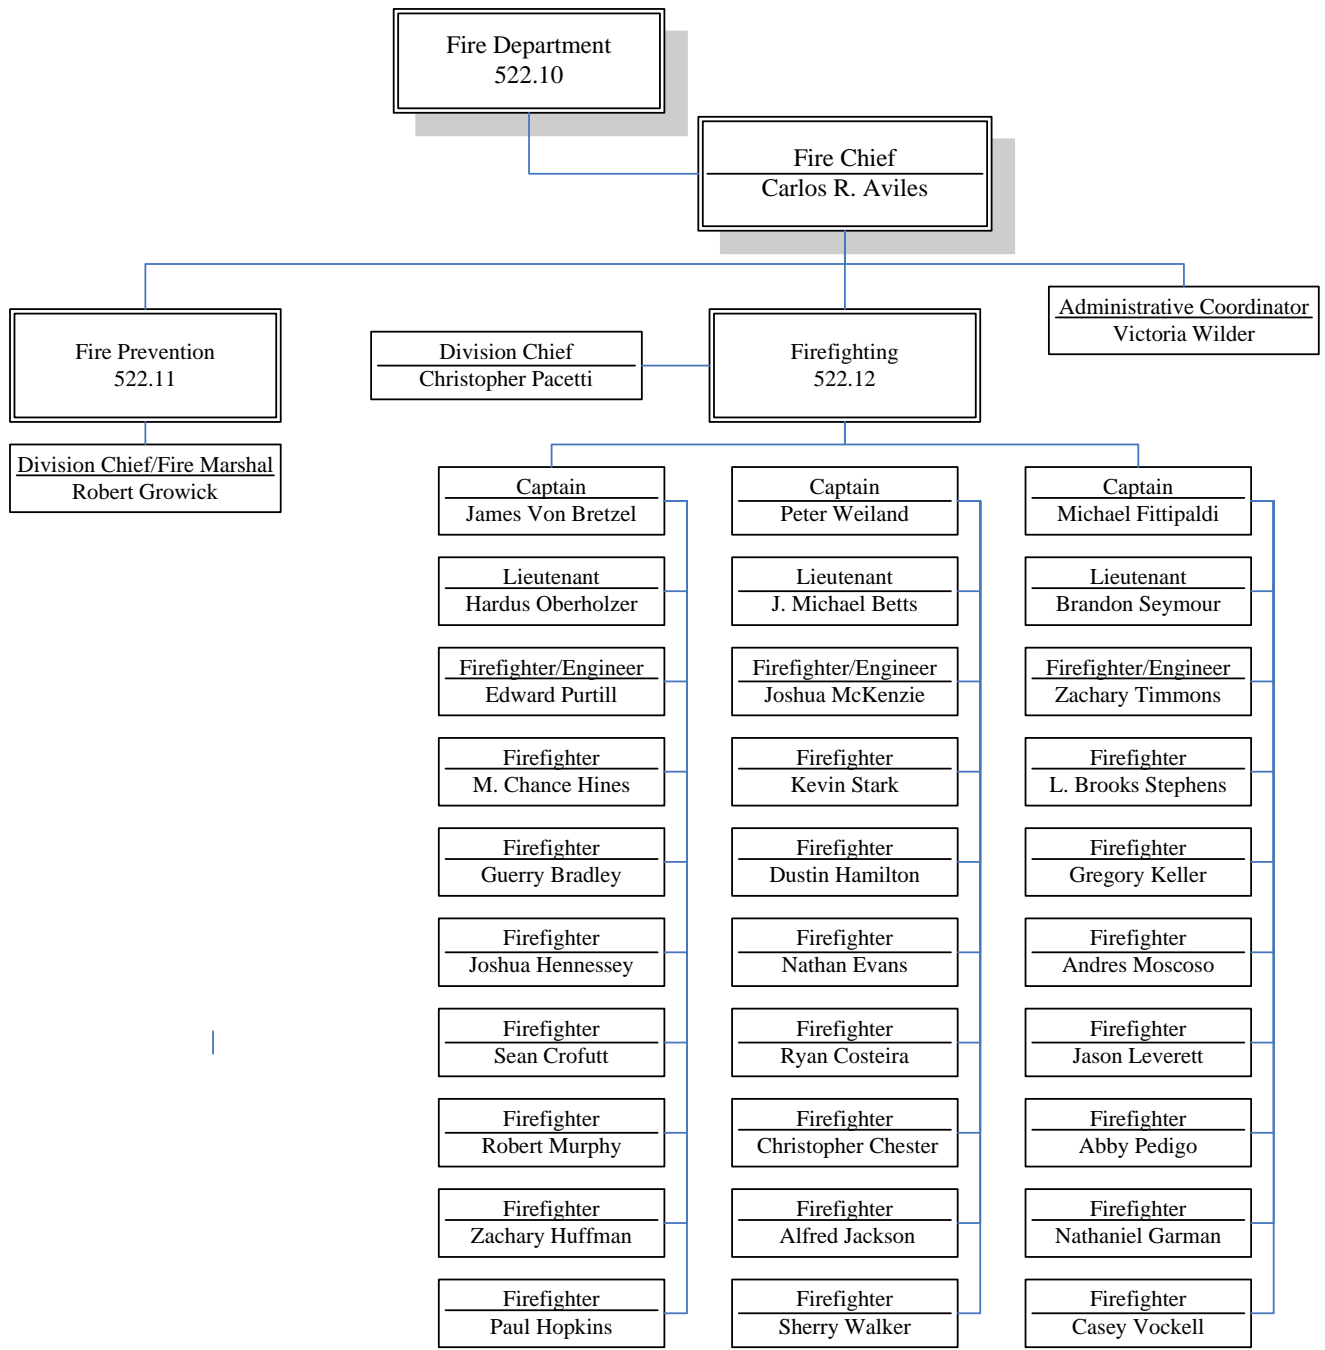 Fire Department
522.10
Fire Chief
Carlos R. Aviles
Administrative Coordinator
Victoria Wilder
Fire Prevention
522.11
Division Chief
Christopher Pacetti
Firefighting
522.12
Division Chief/Fire Marshal
Robert Growick
Captain
James Von Bretzel
Lieutenant
Hardus Oberholzer
Firefighter/Engineer
Edward Purtill
Firefighter
M. Chance Hines
Firefighter
Guerry Bradley
Firefighter
Joshua Hennessey
Firefighter
Sean Crofutt
Firefighter
Robert Murphy
Firefighter
Zachary Huffman
Firefighter
Paul Hopkins
Captain
Peter Weiland
Lieutenant
J. Michael Betts
Firefighter/Engineer
Joshua McKenzie
Firefighter
Kevin Stark
Firefighter
Dustin Hamilton
Firefighter
Nathan Evans
Firefighter
Ryan Costeira
Firefighter
Christopher Chester
Firefighter
Alfred Jackson
Firefighter
Sherry Walker
Captain
Michael Fittipaldi
Lieutenant
Brandon Seymour
Firefighter/Engineer
Zachary Timmons
Firefighter
L. Brooks Stephens
Firefighter
Gregory Keller
Firefighter
Andres Moscoso
Firefighter
Jason Leverett
Firefighter
Abby Pedigo
Firefighter
Nathaniel Garman
Firefighter
Casey Vockell